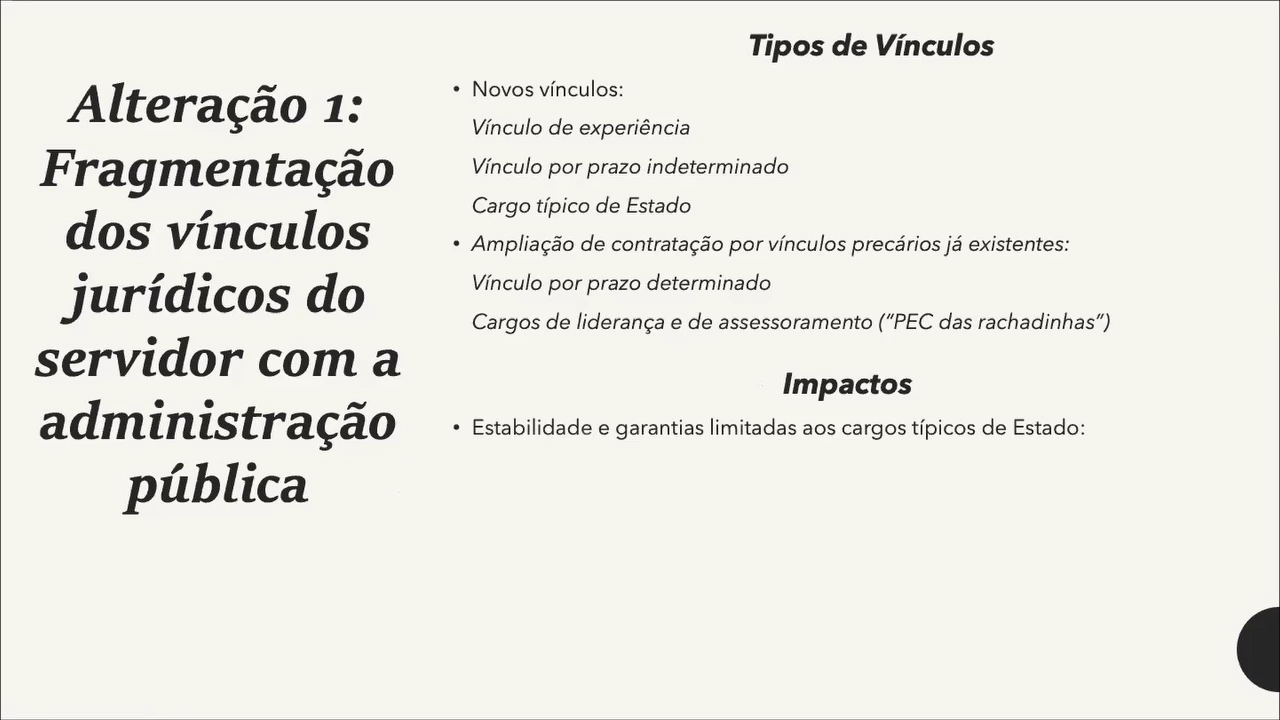 Alteração 1:
Fragmentação
dos vínculos
jurídicos do
servidor com a
administração
pública
Tipos de Vínculos
• Novos vínculos:
Vínculo de experiência
Vínculo por prazo indeterminado
Cargo típico de Estado
• Ampliação de contratação por vínculos precários já existentes:
Vínculo por prazo determinado
Cargos de liderança e de assessoramento (“PEC das rachadinhas”)
Impactos
• Estabilidade e garantias limitadas aos cargos típicos de Estado: